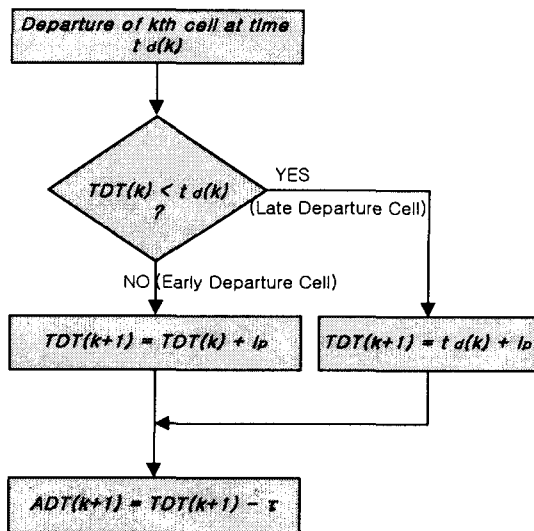 Departure of kth cell at time
t d(k)
TDT(k) < t d(k)
?
YES
(Late Departure Cell)
NO (Early Departure Cell)
TDT(k+1) = TDT(k) + Ip
TDT(k+1) = t d(k) + Ip
ADT(k+1) = TDT(k+1) - τ